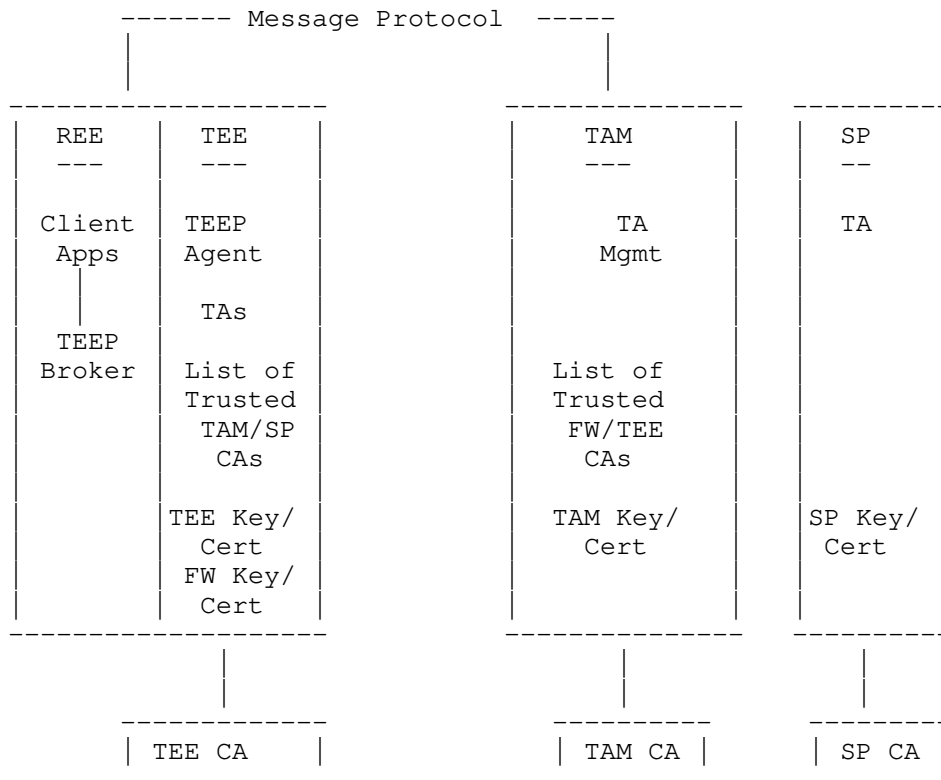 Message Protocol
REE TEE TAM SP
Client TEEP TA TA
Apps Agent Mgmt
TAs
TEEP
Broker List of List of
Trusted Trusted
TAM/SP FW/TEE
CAs CAs
TEE Key/ TAM Key/ SP Key/
Cert Cert Cert
FW Key/
Cert
TEE CA TAM CA SP CA